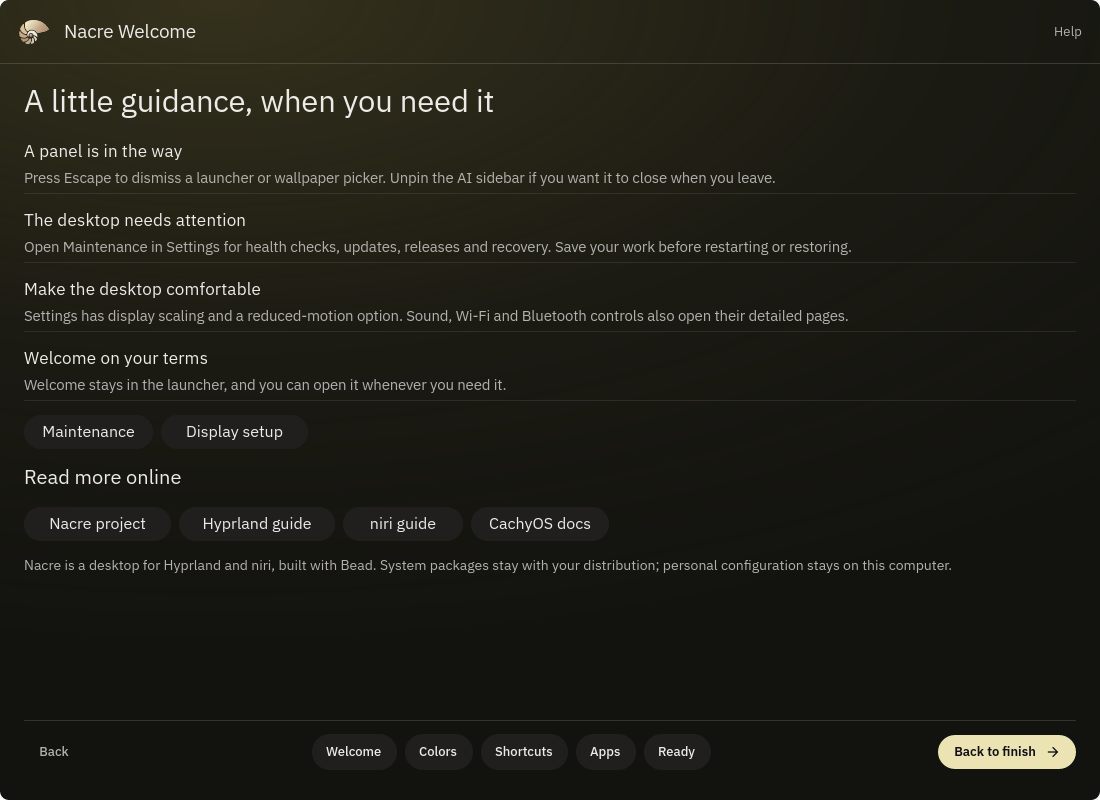 Nacre Welcome
Help
A little guidance, when you need it
A panel is in the way
Press Escape to dismiss a launcher or wallpaper picker. Unpin the AI sidebar if you want it to close when you leave.
The desktop needs attention
Open Maintenance in Settings for health checks, updates, releases and recovery. Save your work before restarting or restoring.
Make the desktop comfortable
Settings has display scaling and a reduced-motion option. Sound, Wi-Fi and Bluetooth controls also open their detailed pages.
Welcome on your terms
Welcome stays in the launcher, and you can open it whenever you need it.
Maintenance Display setup
Read more online
Nacre project Hyprland guide niri guide CachyOS docs
Nacre is a desktop for Hyprland and niri, built with Bead. System packages stay with your distribution; personal configuration stays on this computer.
Back Welcome Colors Shortcuts Apps Ready Back to finish